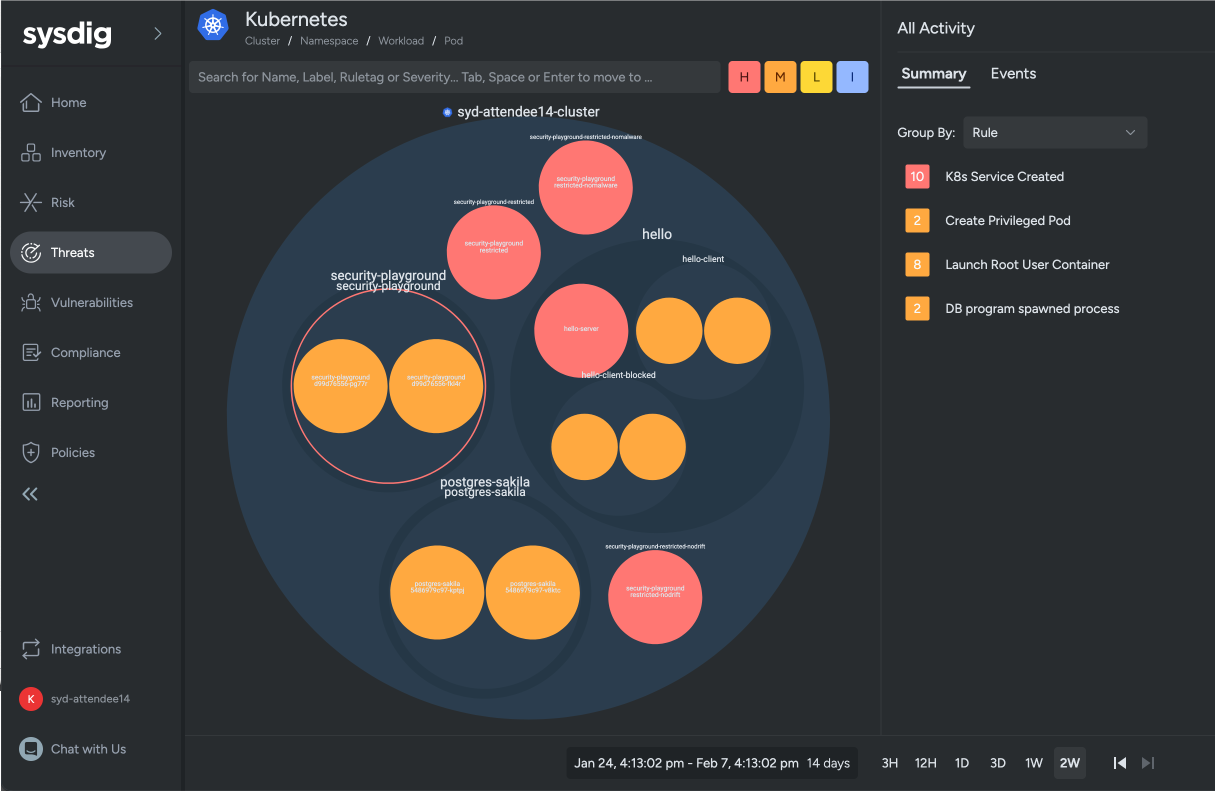 sysdig
Home
Inventory
Risk
Threats
Vulnerabilities
Compliance
Reporting
Policies
Integrations
K
syd-attendee14
Chat with Us
Kubernetes
Cluster / Namespace / Workload / Pod
Search for Name, Label, Ruletag or Severity... Tab, Space or Enter to move to ...
H
M
L
I
syd-attendee14-cluster
security-playground-restricted-nomalware
security-playground
restricted-nomalware
security-playground-restricted
security-playground
restricted
hello
hello-client
hello-server
hello-client-blocked
security-playground
security-playground
security-playground
d99d76556-pg77r
security-playground
postgres-sakila
postgres-sakila
postgres-sakila
postgres-sakila
security-playground-restricted-nodrift
security-playground
restricted-nodrift
All Activity
Summary
Events
Group By:
Rule
10 K8s Service Created
2 Create Privileged Pod
8 Launch Root User Container
2 DB program spawned process
Jan 24, 4:13:02 pm - Feb 7, 4:13:02 pm 14 days
3H
12H
1D
3D
1W
2W